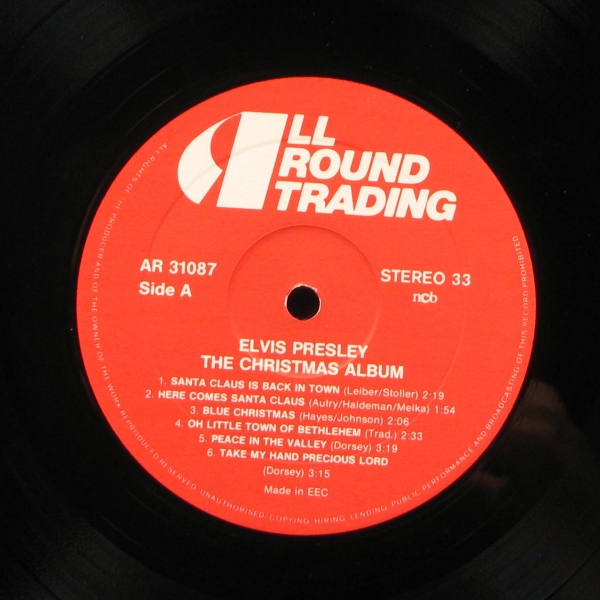 ALL
ROUND
TRADING
AR 31087
Side A
STEREO 33
ncb
ELVIS PRESLEY
THE CHRISTMAS ALBUM
1. SANTA CLAUS IS BACK IN TOWN (Leiber/Stoller) 2:19
2. HERE COMES SANTA CLAUS (Autry/Haldeman/Melka) 1:54
3. BLUE CHRISTMAS (Hayes/Johnson) 2:06
4. OH LITTLE TOWN OF BETHLEHEM (Trad.) 2:33
5. PEACE IN THE VALLEY (Dorsey) 3:19
6. TAKE MY HAND PRECIOUS LORD
(Dorsey) 3:15
Made in EEC
ALL RIGHTS OF THE PRODUCER AND OF THE OWNER OF THE WORK REPRODUCED RESERVED. UNAUTHORISED COPYING, HIRING, LENDING, PUBLIC PERFORMANCE AND BROADCASTING OF THIS RECORD PROHIBITED